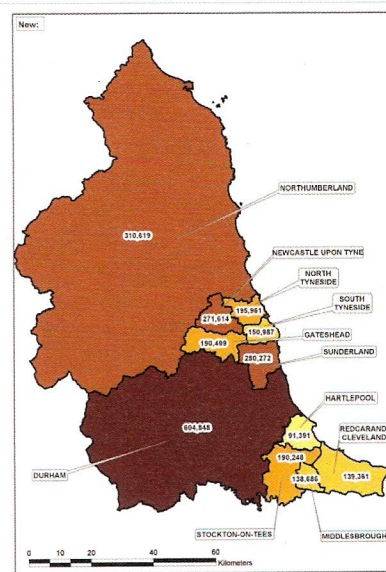 New:
NORTHUMBERLAND
310,619
NEWCASTLE UPON TYNE
NORTH
TYNESIDE
195,961
SOUTH
TYNESIDE
271,614
150,987
GATESHEAD
190,499
280,272
SUNDERLAND
HARTLEPOOL
604,848
91,391
REDCAR AND
CLEVELAND
190,248
DURHAM
138,686
139,361
STOCKTON-ON-TEES
MIDDLESBROUGH
0 10 20 40 60
Kilometers